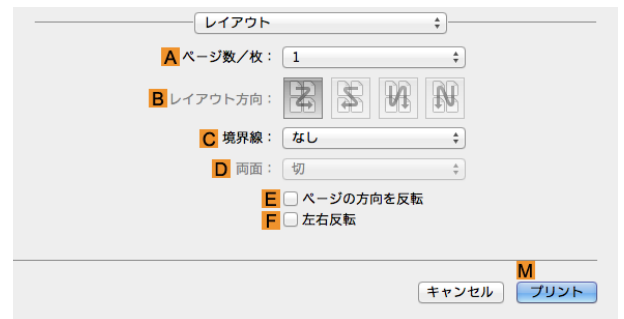 レイアウト
A ページ数／枚： 1
B レイアウト方向：
C 境界線： なし
D 両面： 切
E ページの方向を反転
F 左右反転
M
キャンセル プリント